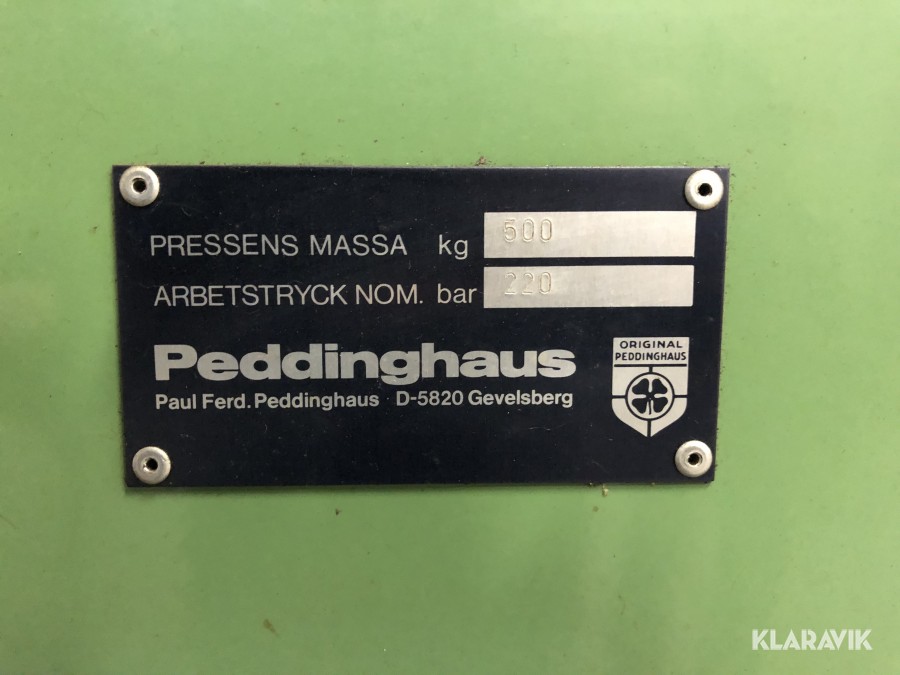 PRESSENS MASSA kg 500
ARBETSTRYCK NOM. bar 220
Peddinghaus
Paul Ferd. Peddinghaus D-5820 Gevelsberg
ORIGINAL
PEDDINGHAUS
KLARAVIK